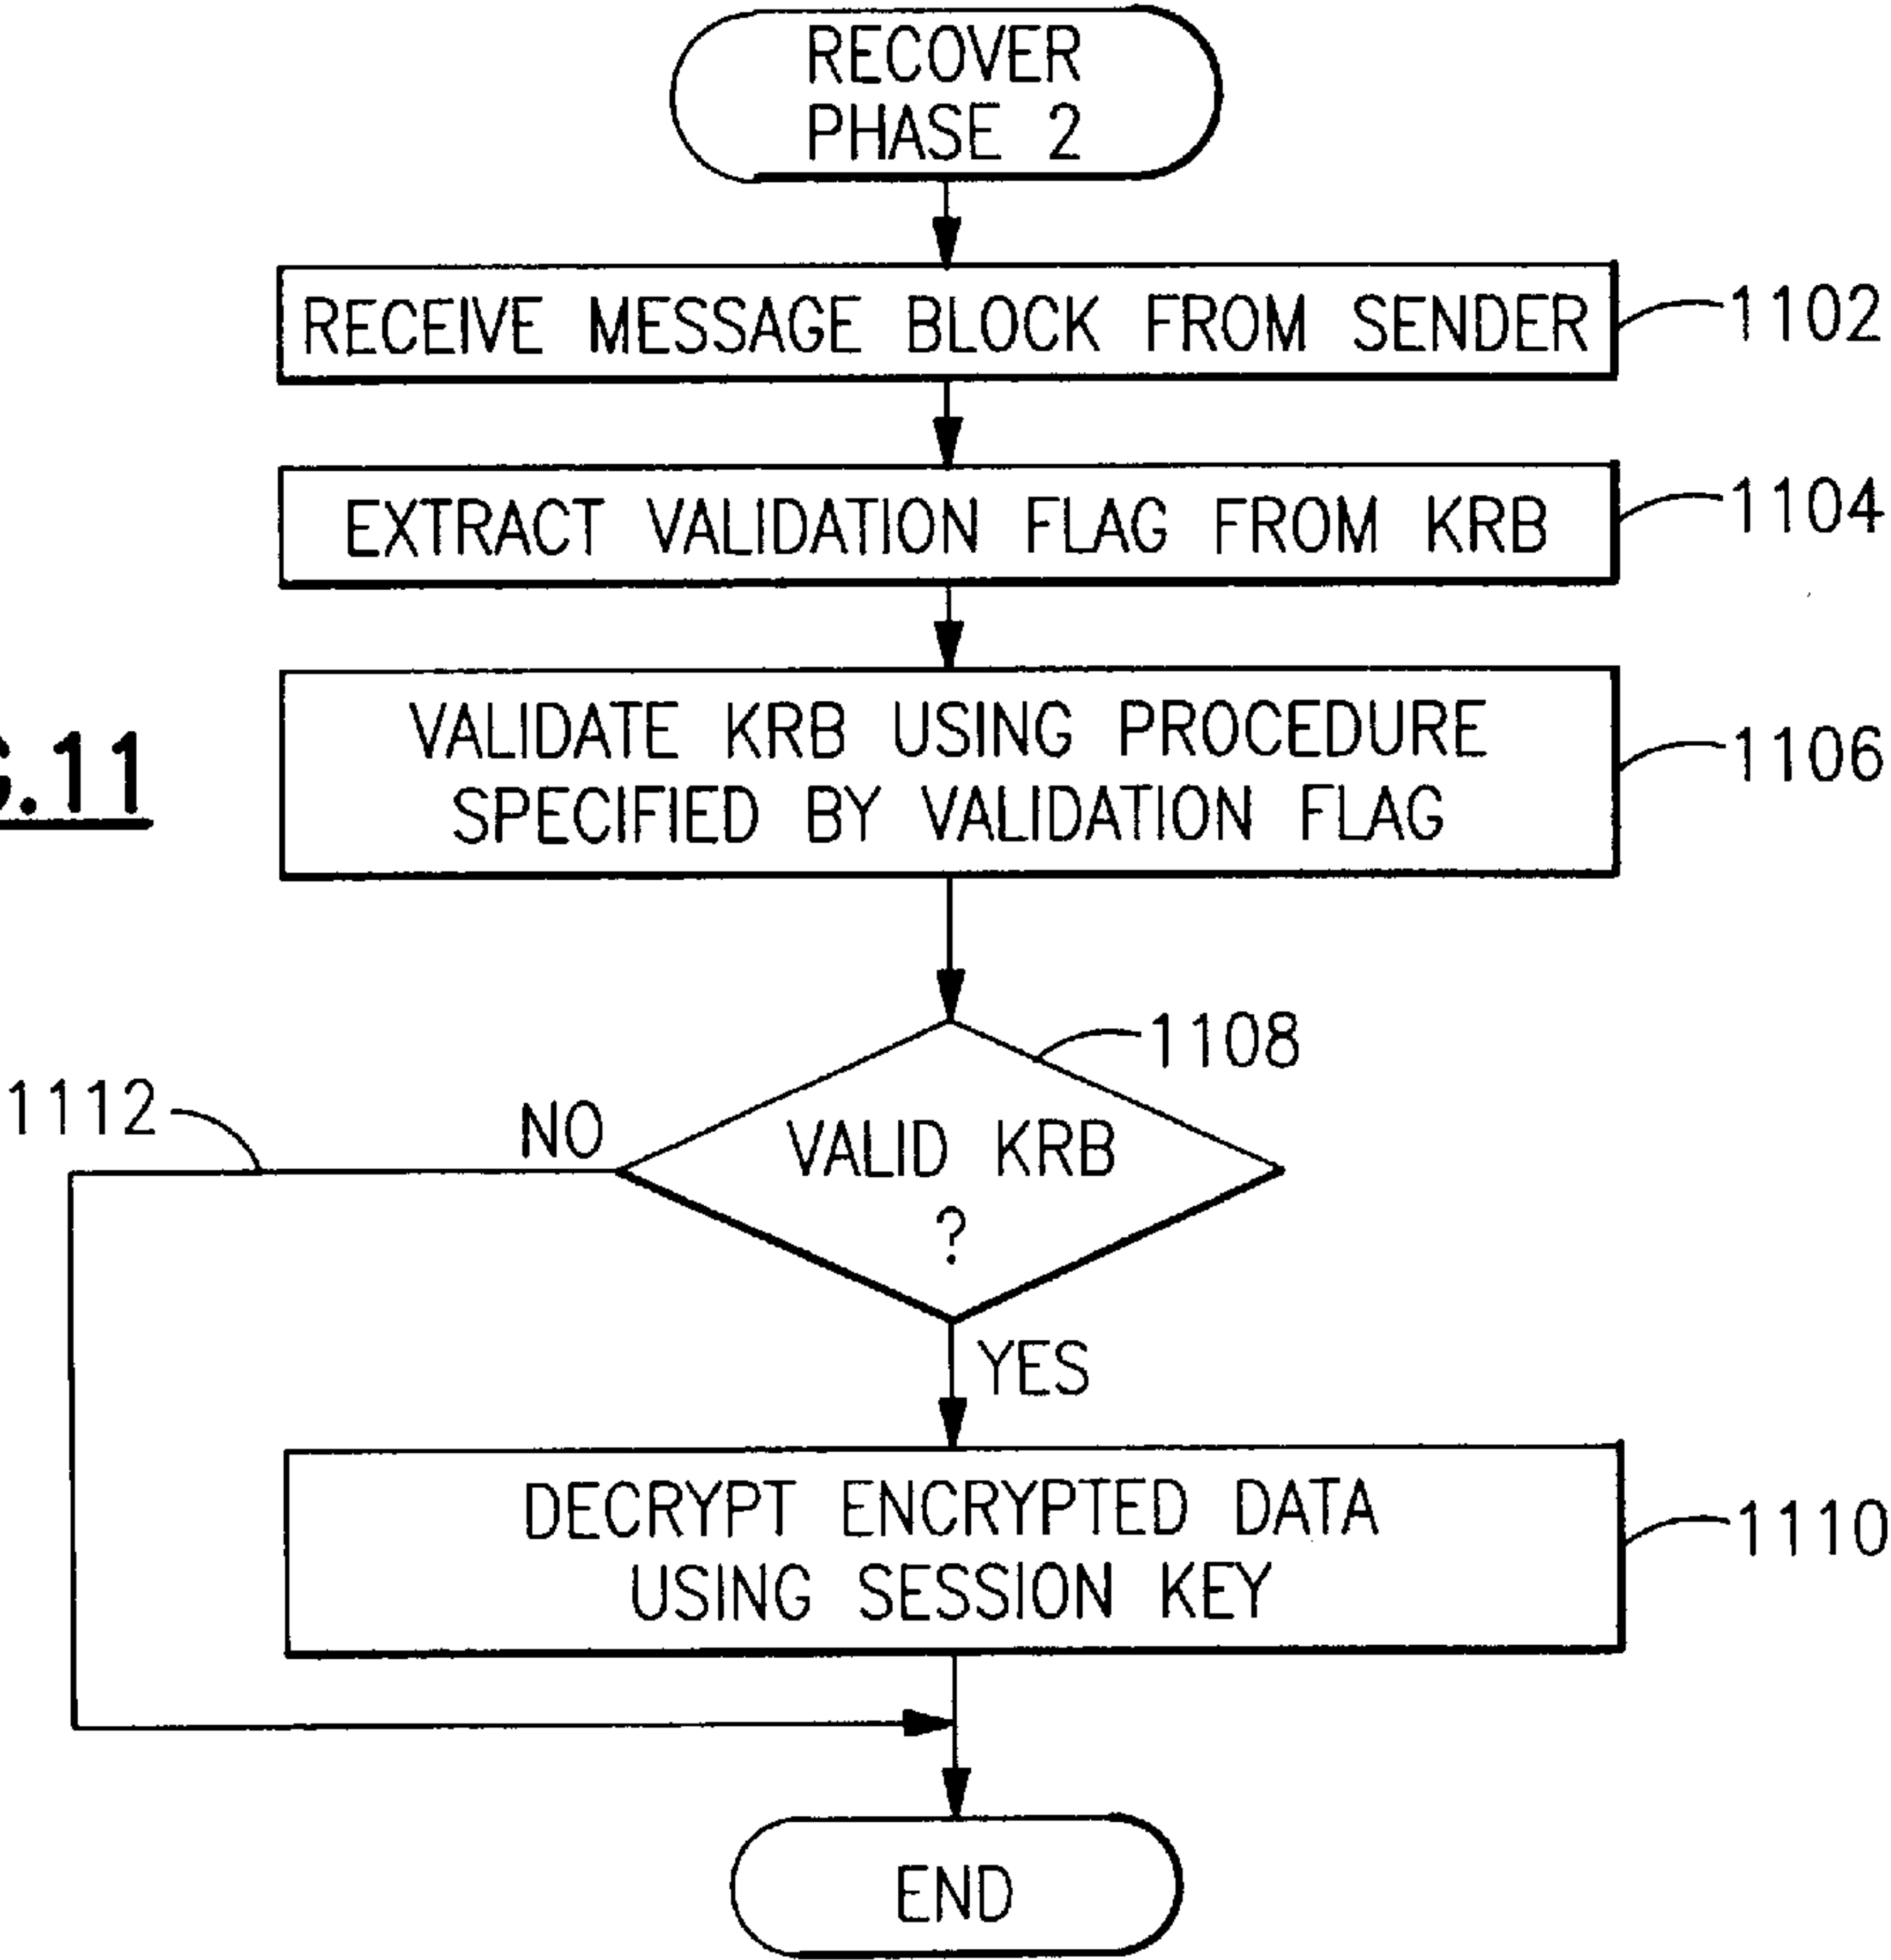 RECOVER
PHASE 2
RECEIVE MESSAGE BLOCK FROM SENDER
1102
EXTRACT VALIDATION FLAG FROM KRB
1104
VALIDATE KRB USING PROCEDURE
SPECIFIED BY VALIDATION FLAG
1106
.11
1108
1112
NO
VALID KRB
?
YES
DECRYPT ENCRYPTED DATA
USING SESSION KEY
1110
END